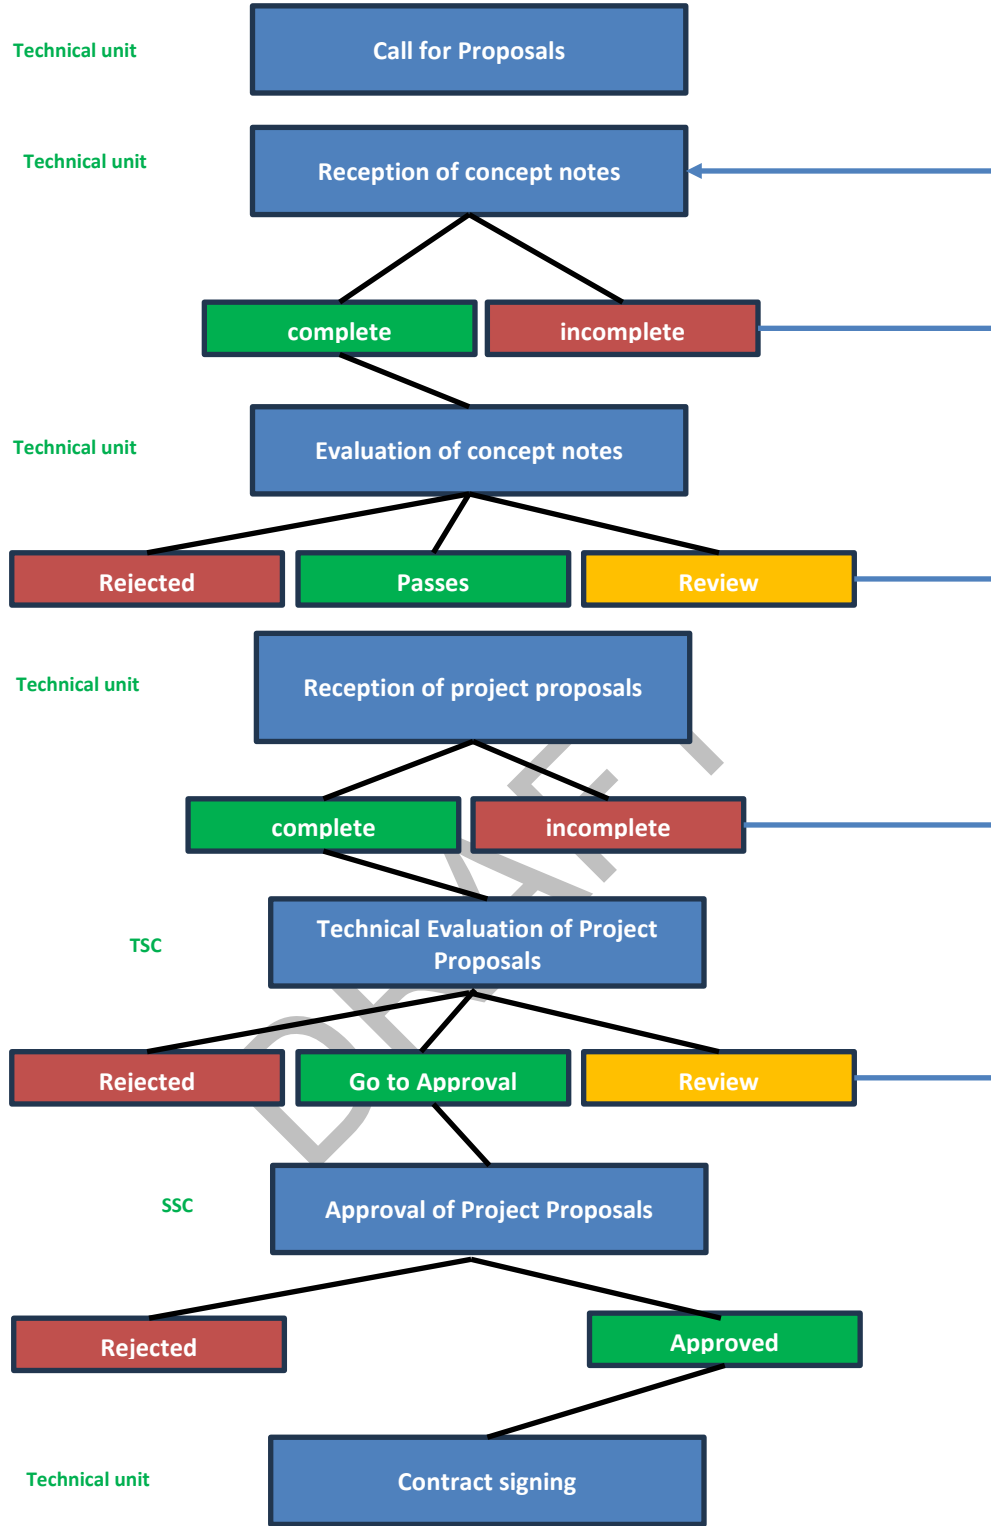 Technical unit
Call for Proposals
Technical unit
Reception of concept notes
complete
incomplete
Technical unit
Evaluation of concept notes
Rejected
Passes
Review
Technical unit
Reception of project proposals
complete
incomplete
TSC
Technical Evaluation of Project
Proposals
Rejected
Go to Approval
Review
SSC
Approval of Project Proposals
Rejected
Approved
Technical unit
Contract signing
DRAFT